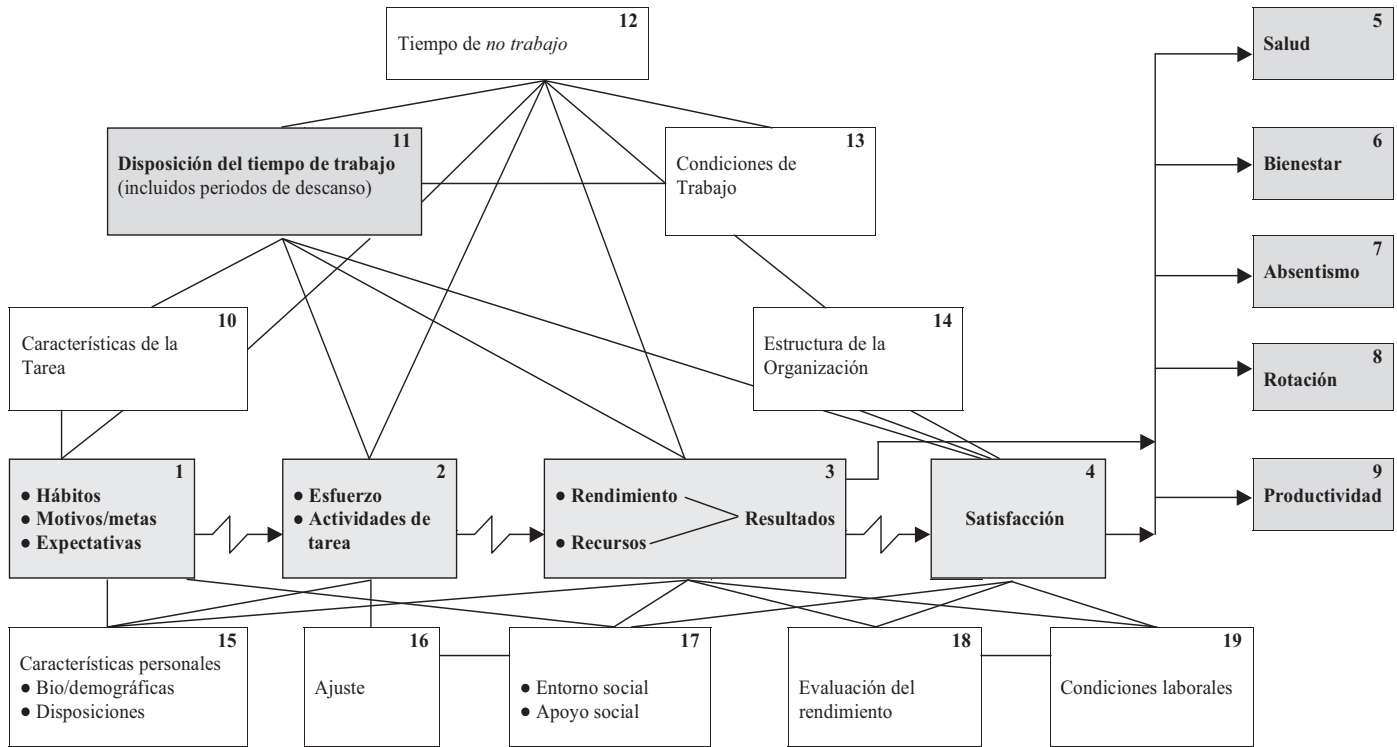 12
Tiempo de no trabajo
5
Salud
11
Disposición del tiempo de trabajo
(incluidos periodos de descanso)
13
Condiciones de
Trabajo
6
Bienestar
7
Absentismo
10
Características de la
Tarea
14
Estructura de la
Organización
8
Rotación
1
● Hábitos
● Motivos/metas
● Expectativas
2
● Esfuerzo
● Actividades de
tarea
3
● Rendimiento
Resultados
● Recursos
4
Satisfacción
9
Productividad
15
Características personales
● Bio/demográficas
● Disposiciones
16
Ajuste
17
● Entorno social
● Apoyo social
18
Evaluación del
rendimiento
19
Condiciones laborales